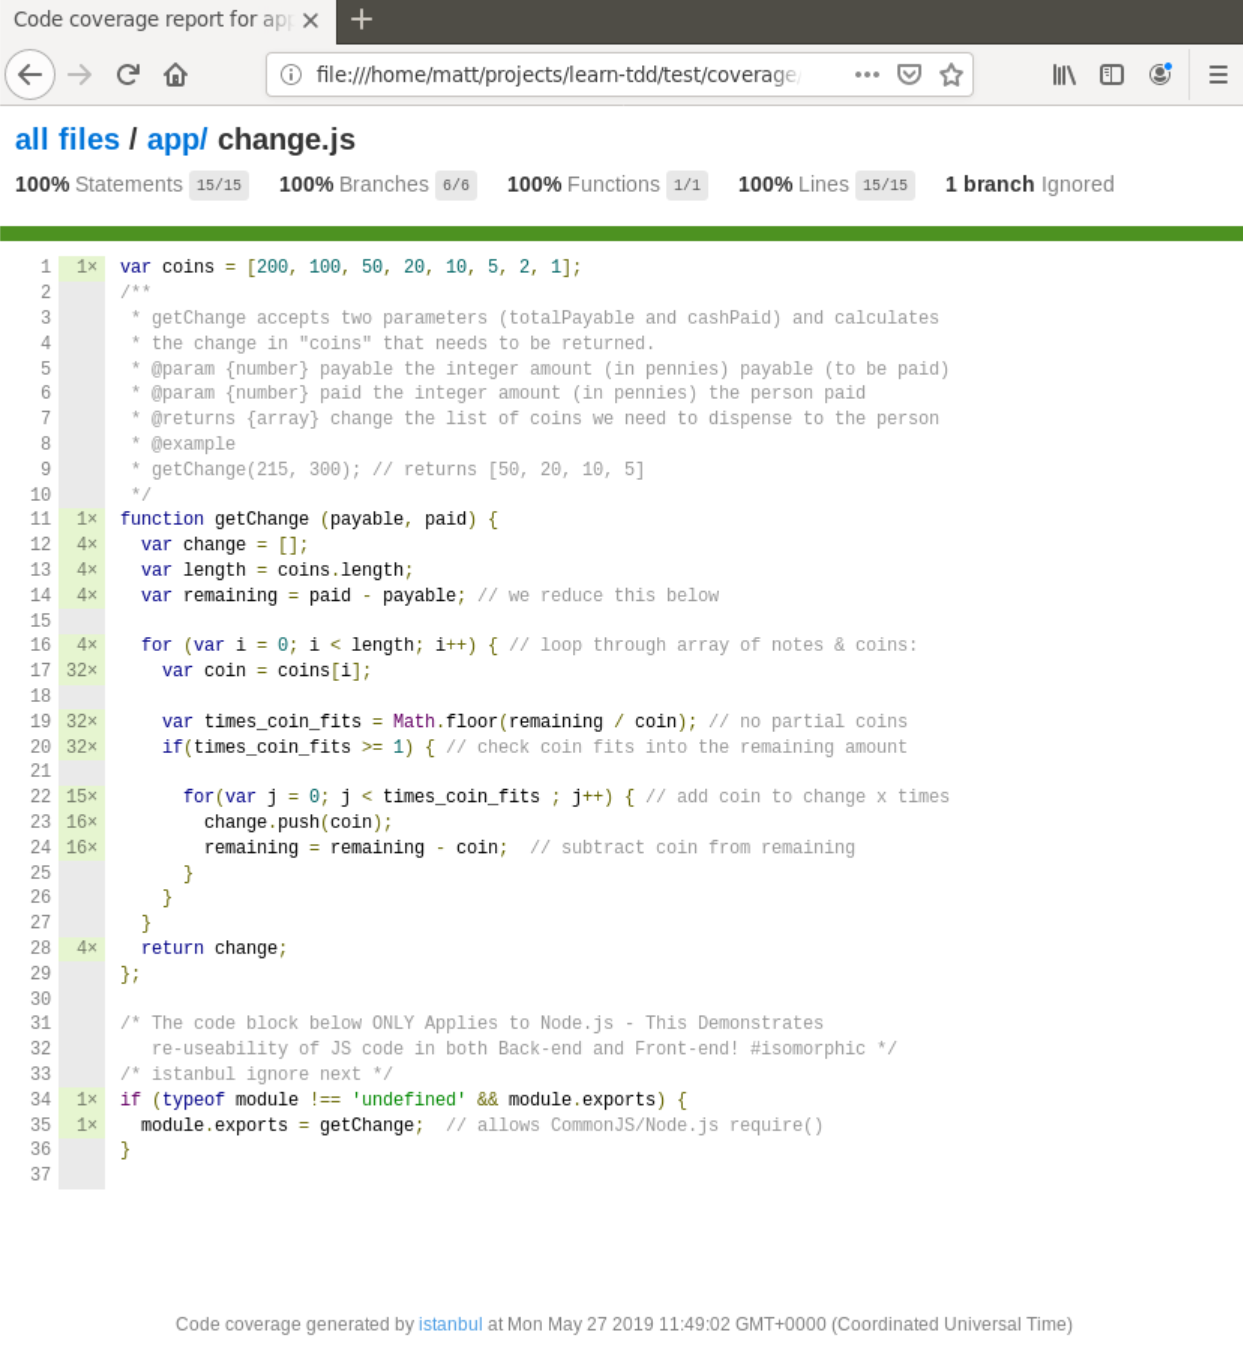 Code coverage report for app
file:///home/matt/projects/learn-tdd/test/coverage/
all files / app/ change.js
100% Statements 15/15 100% Branches 6/6 100% Functions 1/1 100% Lines 15/15 1 branch Ignored
1 1× var coins = [200, 100, 50, 20, 10, 5, 2, 1];
2 /**
3 * getChange accepts two parameters (totalPayable and cashPaid) and calculates
4 * the change in "coins" that needs to be returned.
5 * @param {number} payable the integer amount (in pennies) payable (to be paid)
6 * @param {number} paid the integer amount (in pennies) the person paid
7 * @returns {array} change the list of coins we need to dispense to the person
8 * @example
9 * getChange(215, 300); // returns [50, 20, 10, 5]
10 */
11 1× function getChange (payable, paid) {
12 4× var change = [];
13 4× var length = coins.length;
14 4× var remaining = paid - payable; // we reduce this below
15
16 4× for (var i = 0; i < length; i++) { // loop through array of notes & coins:
17 32× var coin = coins[i];
18
19 32× var times_coin_fits = Math.floor(remaining / coin); // no partial coins
20 32× if(times_coin_fits >= 1) { // check coin fits into the remaining amount
21
22 15× for(var j = 0; j < times_coin_fits ; j++) { // add coin to change x times
23 16× change.push(coin);
24 16× remaining = remaining - coin; // subtract coin from remaining
25 }
26 }
27 }
28 4× return change;
29 };
30
31 /* The code block below ONLY Applies to Node.js - This Demonstrates
32 re-useability of JS code in both Back-end and Front-end! #isomorphic */
33 /* istanbul ignore next */
34 1× if (typeof module !== 'undefined' && module.exports) {
35 1× module.exports = getChange; // allows CommonJS/Node.js require()
36 }
37
Code coverage generated by istanbul at Mon May 27 2019 11:49:02 GMT+0000 (Coordinated Universal Time)